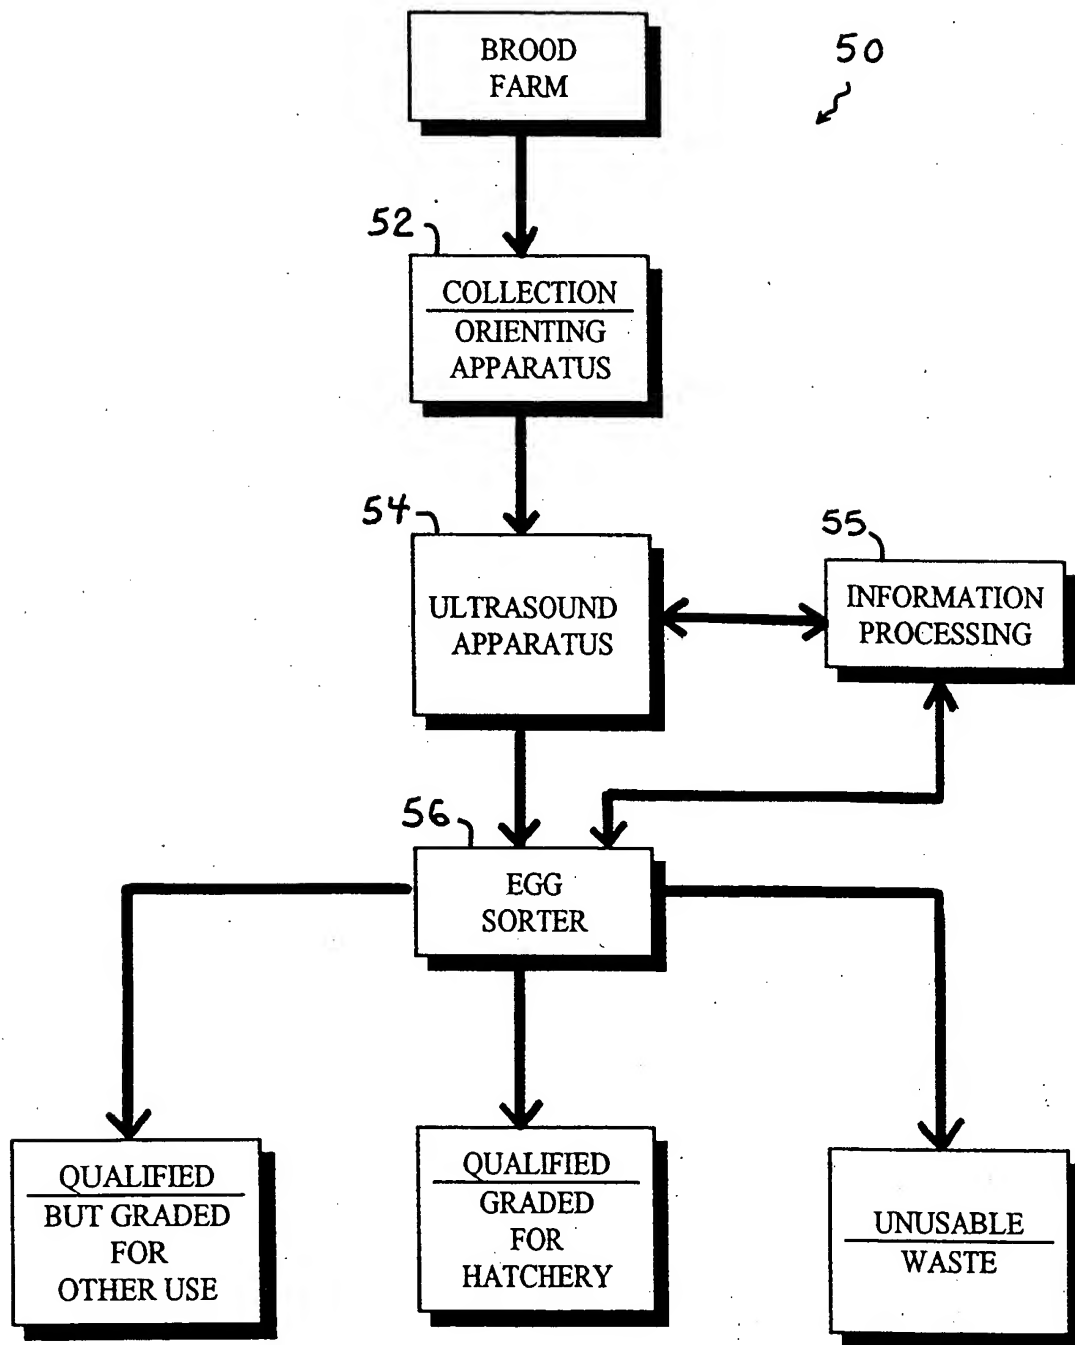 BROOD
FARM
50
52
COLLECTION
ORIENTING
APPARATUS
54
ULTRASOUND
APPARATUS
55
INFORMATION
PROCESSING
56
EGG
SORTER
QUALIFIED
BUT GRADED
FOR
OTHER USE
QUALIFIED
GRADED
FOR
HATCHERY
UNUSABLE
WASTE